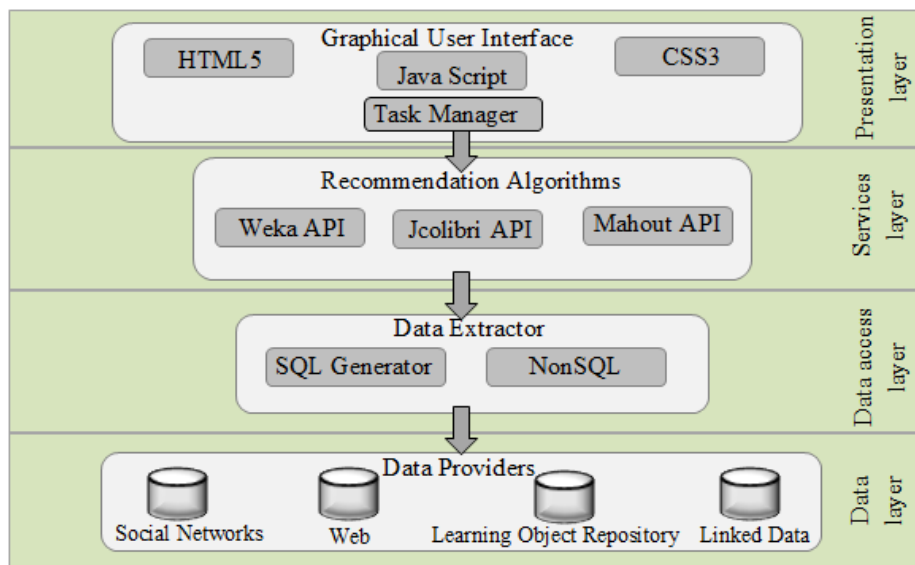 Graphical User Interface
HTML5
CSS3
Java Script
Task Manager
Presentation
layer
Recommendation Algorithms
Weka API
Jcolibri API
Mahout API
Services
layer
Data Extractor
SQL Generator
NonSQL
Data access
layer
Data Providers
Social Networks
Web
Learning Object Repository
Linked Data
Data
layer